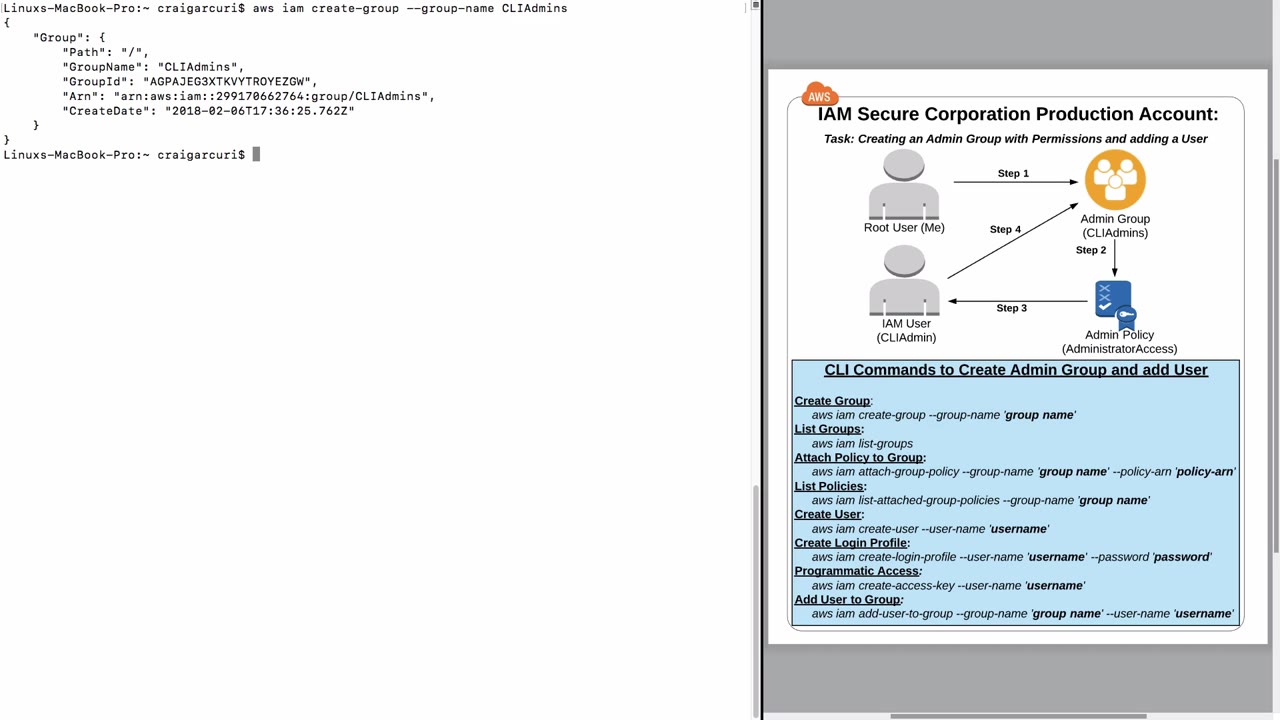 Linuxs-MacBook-Pro:~ craigarcuri$ aws iam create-group --group-name CLIAdmins
{
    "Group": {
        "Path": "/",
        "GroupName": "CLIAdmins",
        "GroupId": "AGPAJEG3XTKVYTROYEZGW",
        "Arn": "arn:aws:iam::299170662764:group/CLIAdmins",
        "CreateDate": "2018-02-06T17:36:25.762Z"
    }
}
Linuxs-MacBook-Pro:~ craigarcuri$
AWS
IAM Secure Corporation Production Account:
Task: Creating an Admin Group with Permissions and adding a User
Step 1
Root User (Me)
Admin Group
(CLIAdmins)
Step 4
Step 2
Step 3
IAM User
(CLIAdmin)
Admin Policy
(AdministratorAccess)
CLI Commands to Create Admin Group and add User
Create Group:
aws iam create-group --group-name 'group name'
List Groups:
aws iam list-groups
Attach Policy to Group:
aws iam attach-group-policy --group-name 'group name' --policy-arn 'policy-arn'
List Policies:
aws iam list-attached-group-policies --group-name 'group name'
Create User:
aws iam create-user --user-name 'username'
Create Login Profile:
aws iam create-login-profile --user-name 'username' --password 'password'
Programmatic Access:
aws iam create-access-key --user-name 'username'
Add User to Group:
aws iam add-user-to-group --group-name 'group name' --user-name 'username'